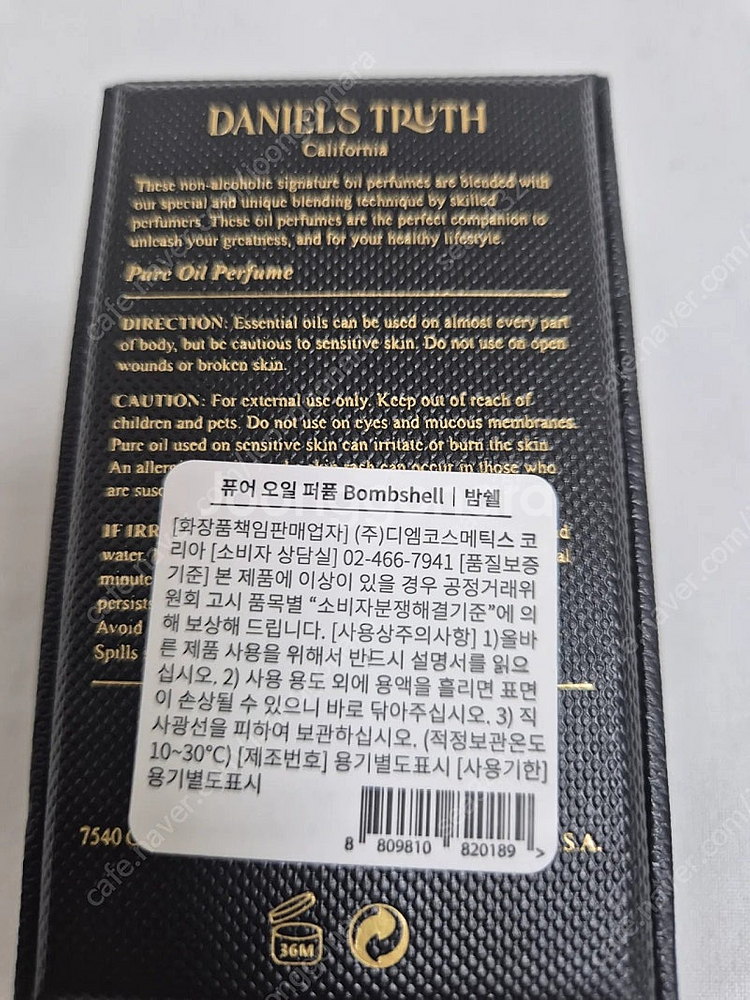 DANIEL'S TRUTH
California
These non-alcoholic signature oil perfumes are blended with
our special and unique blending technique by skilled
perfumers. These oil perfumes are the perfect companion to
unleash your greatness, and for your healthy lifestyle.
Pure Oil Perfume
DIRECTION: Essential oils can be used on almost every part
of body, but be cautious to sensitive skin. Do not use on open
wounds or broken skin.
CAUTION: For external use only. Keep out of reach of
children and pets. Do not use on eyes and mucous membranes.
Pure oil used on sensitive skin can irritate or burn the skin.
An rash can occur in those who
are
IF
water
persists
Avoid
Spills
퓨어 오일 퍼퓸 Bombshell | 밤쉘
[화장품책임판매업자] (주)디엠코스메틱스 코
리아 [소비자 상담실] 02-466-7941 [품질보증
기준] 본 제품에 이상이 있을 경우 공정거래위
원회 고시 품목별 “소비자분쟁해결기준”에 의
해 보상해 드립니다. [사용상주의사항] 1)올바
른 제품 사용을 위해서 반드시 설명서를 읽으
십시오. 2) 사용 용도 외에 용액을 흘리면 표면
이 손상될 수 있으니 바로 닦아주십시오. 3) 직
사광선을 피하여 보관하십시오. (적정보관온도
10~30°C) [제조번호] 용기별도표시 [사용기한]
용기별도표시
8 809810 820189 >
7540 S.A.
36M